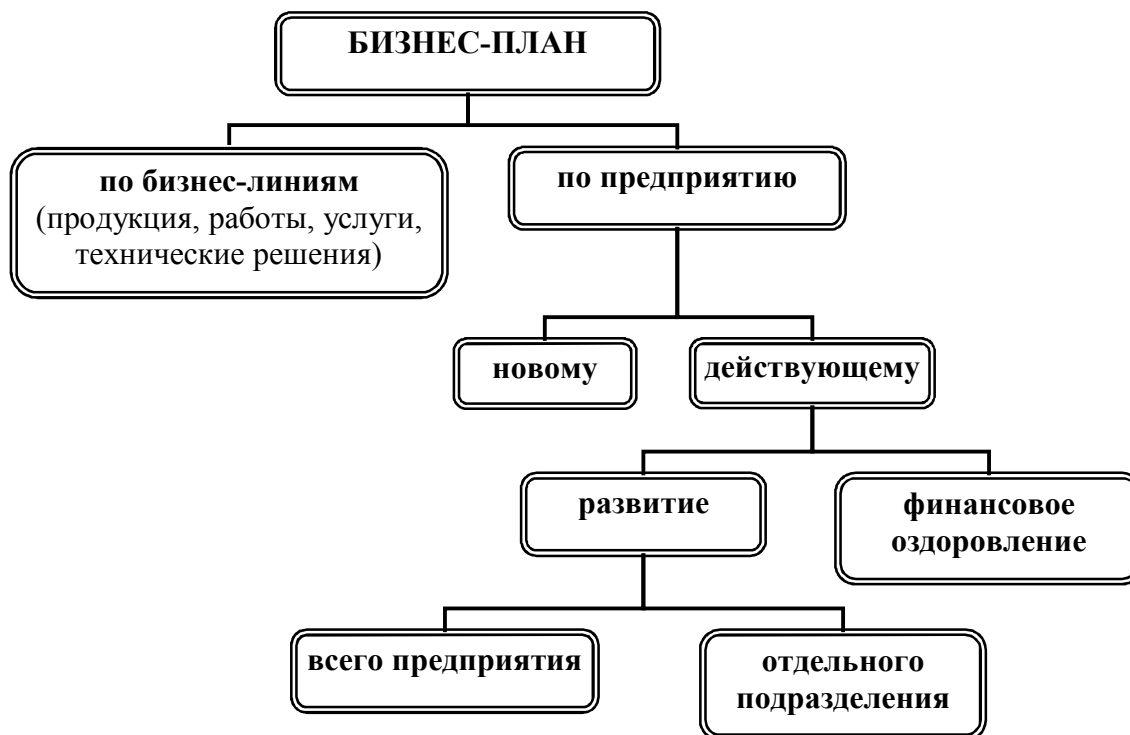 БИЗНЕС-ПЛАН
по бизнес-линиям
(продукция, работы, услуги,
технические решения)
по предприятию
новому
действующему
развитие
финансовое
оздоровление
всего предприятия
отдельного
подразделения